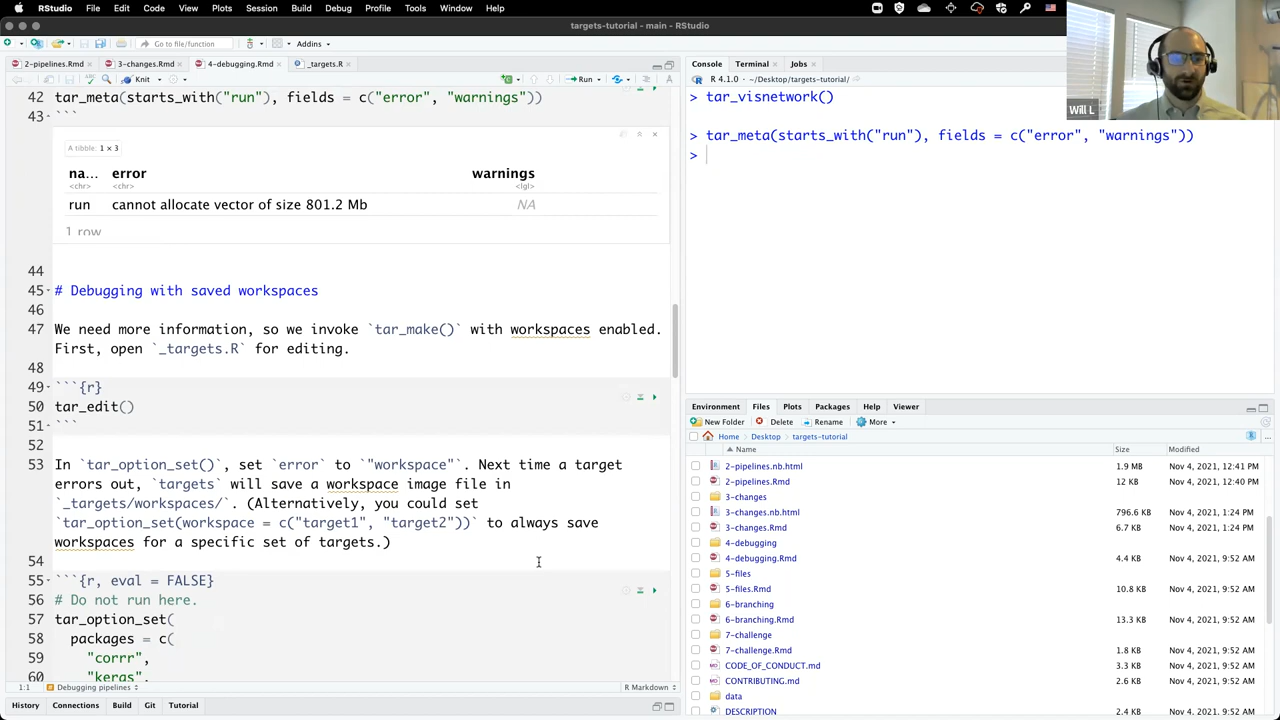 RStudio File Edit Code View Plots Session Build Debug Profile Tools Window Help
targets-tutorial - main - RStudio
Go to file/function Addins
2-pipelines.Rmd 3-changes.Rmd 4-debugging.Rmd _targets.R
Knit Run
42 tar_meta(starts_with("run"), fields = c("error", "warnings"))
43 ```
A tibble: 1 × 3
na... error warnings
<chr> <chr> <lgl>
run cannot allocate vector of size 801.2 Mb NA
1 row
44
45 # Debugging with saved workspaces
46
47 We need more information, so we invoke `tar_make()` with workspaces enabled.
First, open `_targets.R` for editing.
48
49 ```{r}
50 tar_edit()
51 ```
52
53 In `tar_option_set()`, set `error` to `"workspace"`. Next time a target
errors out, `targets` will save a workspace image file in
`_targets/workspaces/`. (Alternatively, you could set
`tar_option_set(workspace = c("target1", "target2"))` to always save
workspaces for a specific set of targets.)
54
55 ```{r, eval = FALSE}
56 # Do not run here.
57 tar_option_set(
58 packages = c(
59 "corrr",
60 "keras",
1:1 Debugging pipelines R Markdown
History Connections Build Git Tutorial
Console Terminal Jobs
R 4.1.0 · ~/Desktop/targets-tutorial/
> tar_visnetwork()
> tar_meta(starts_with("run"), fields = c("error", "warnings"))
>
Will L
Environment Files Plots Packages Help Viewer
New Folder Delete Rename More
Home Desktop targets-tutorial
Name Size Modified
2-pipelines.nb.html 1.9 MB Nov 4, 2021, 12:41 PM
2-pipelines.Rmd 12 KB Nov 4, 2021, 12:40 PM
3-changes
3-changes.nb.html 796.6 KB Nov 4, 2021, 1:24 PM
3-changes.Rmd 6.7 KB Nov 4, 2021, 1:24 PM
4-debugging
4-debugging.Rmd 4.4 KB Nov 4, 2021, 9:52 AM
5-files
5-files.Rmd 10.8 KB Nov 4, 2021, 9:52 AM
6-branching
6-branching.Rmd 13.3 KB Nov 4, 2021, 9:52 AM
7-challenge
7-challenge.Rmd 1.8 KB Nov 4, 2021, 9:52 AM
CODE_OF_CONDUCT.md 3.3 KB Nov 4, 2021, 9:52 AM
CONTRIBUTING.md 2.6 KB Nov 4, 2021, 9:52 AM
data
DESCRIPTION 2.4 KB Nov 4, 2021, 9:52 AM